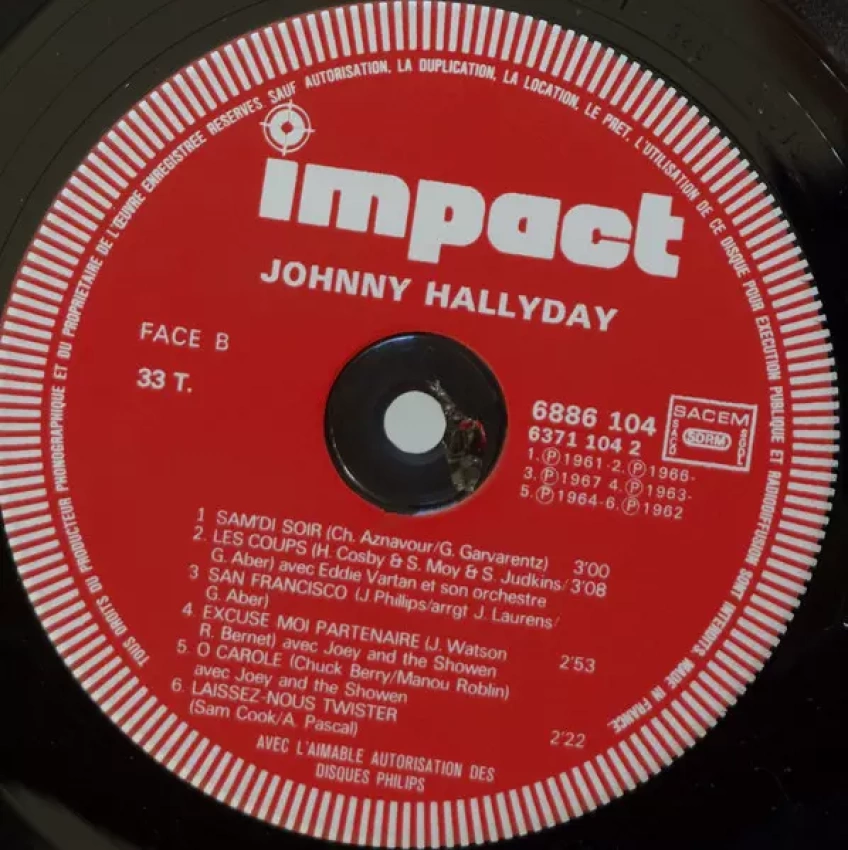 TOUS DROITS DU PRODUCTEUR PHONOGRAPHIQUE ET DU PROPRIETAIRE DE L'ŒUVRE ENREGISTREE RESERVES SAUF AUTORISATION, LA DUPLICATION, LA LOCATION, LE PRET, L'UTILISATION DE CE DISQUE POUR EXECUTION PUBLIQUE ET RADIODIFFUSION SONT INTERDITS MADE IN FRANCE
impact
JOHNNY HALLYDAY
FACE B
33 T.
6886 104
6371 104 2
1.Ⓟ1961-2.Ⓟ1966-
3.Ⓟ1967 4.Ⓟ1963-
5.Ⓟ1964-6.Ⓟ1962
SACEM
SACD SDRM SGDL
1 SAM'DI SOIR (Ch. Aznavour/G. Garvarentz) 3'00
2. LES COUPS (H. Cosby & S. Moy & S. Judkins/ 3'08
G. Aber) avec Eddie Vartan et son orchestre
3 SAN FRANCISCO (J Phillips/arrgt J. Laurens/
G. Aber)
4. EXCUSE MOI PARTENAIRE (J. Watson
R. Bernet) avec Joey and the Showen 2'53
5. O CAROLE (Chuck Berry/Manou Roblin)
avec Joey and the Showen
6. LAISSEZ-NOUS TWISTER
(Sam Cook/A. Pascal) 2'22
AVEC L'AIMABLE AUTORISATION DES
DISQUES PHILIPS